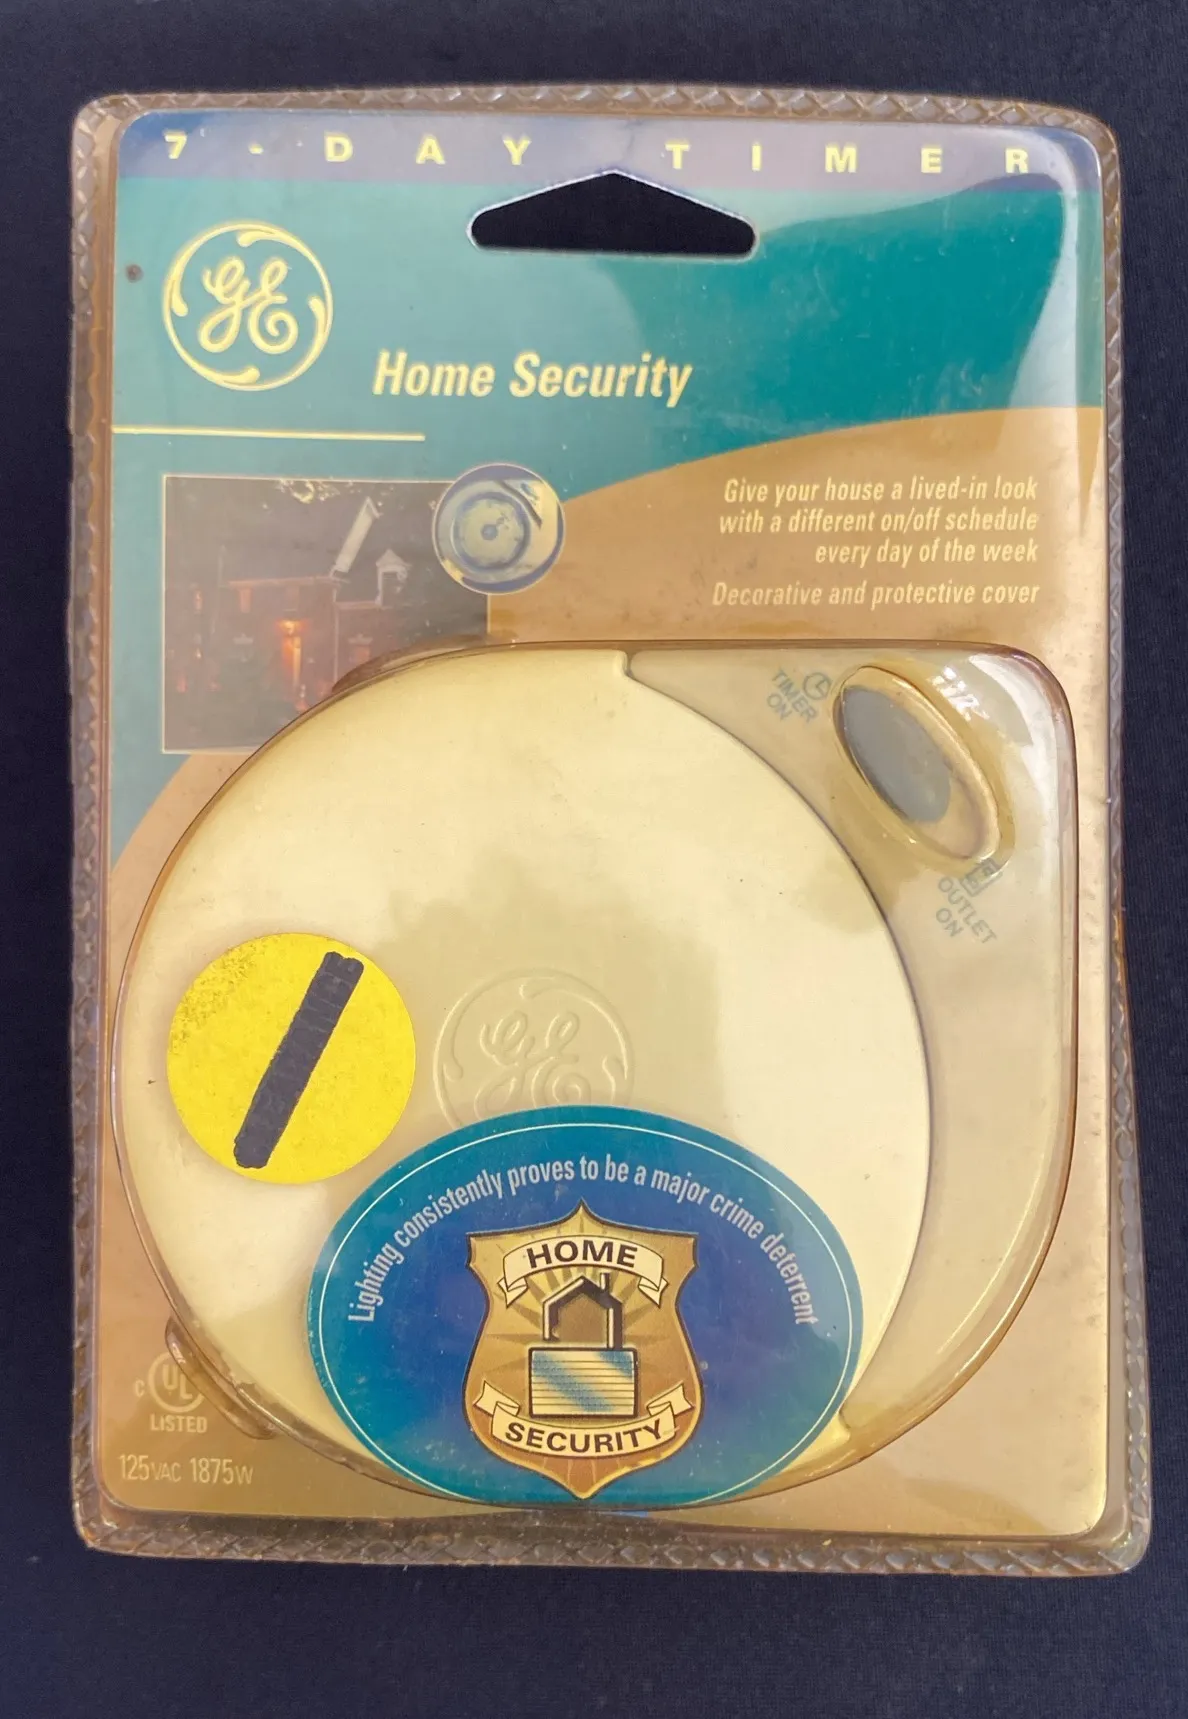 7-DAY TIMER
GE
Home Security
Give your house a lived-in look
with a different on/off schedule
every day of the week
Decorative and protective cover
TIMER
ON
OUTLET
ON
GE
Lighting consistently proves to be a major crime deterrent
HOME
SECURITY
C UL
LISTED
125VAC 1875W